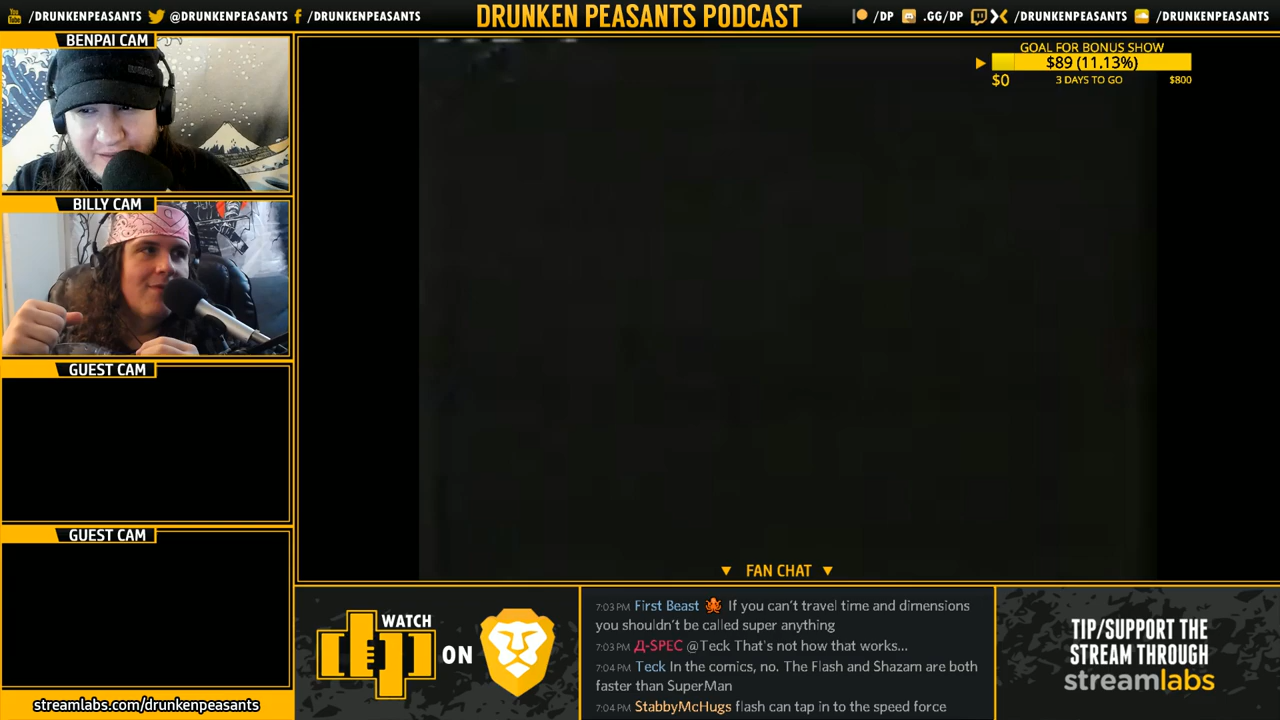 You Tube /DRUNKENPEASANTS @DRUNKENPEASANTS f /DRUNKENPEASANTS
DRUNKEN PEASANTS PODCAST
/DP .GG/DP /DRUNKENPEASANTS /DRUNKENPEASANTS
BENPAI CAM
GOAL FOR BONUS SHOW
$89 (11.13%)
$0 3 DAYS TO GO $800
BILLY CAM
GUEST CAM
GUEST CAM
streamlabs.com/drunkenpeasants
▼ FAN CHAT ▼
WATCH
ON
7:03 PM First Beast 🐙 If you can't travel time and dimensions
you shouldn't be called super anything
7:03 PM Д-SPEC @Teck That's not how that works...
7:04 PM Teck In the comics, no. The Flash and Shazam are both
faster than SuperMan
7:04 PM StabbyMcHugs flash can tap in to the speed force
TIP/SUPPORT THE
STREAM THROUGH
streamlabs